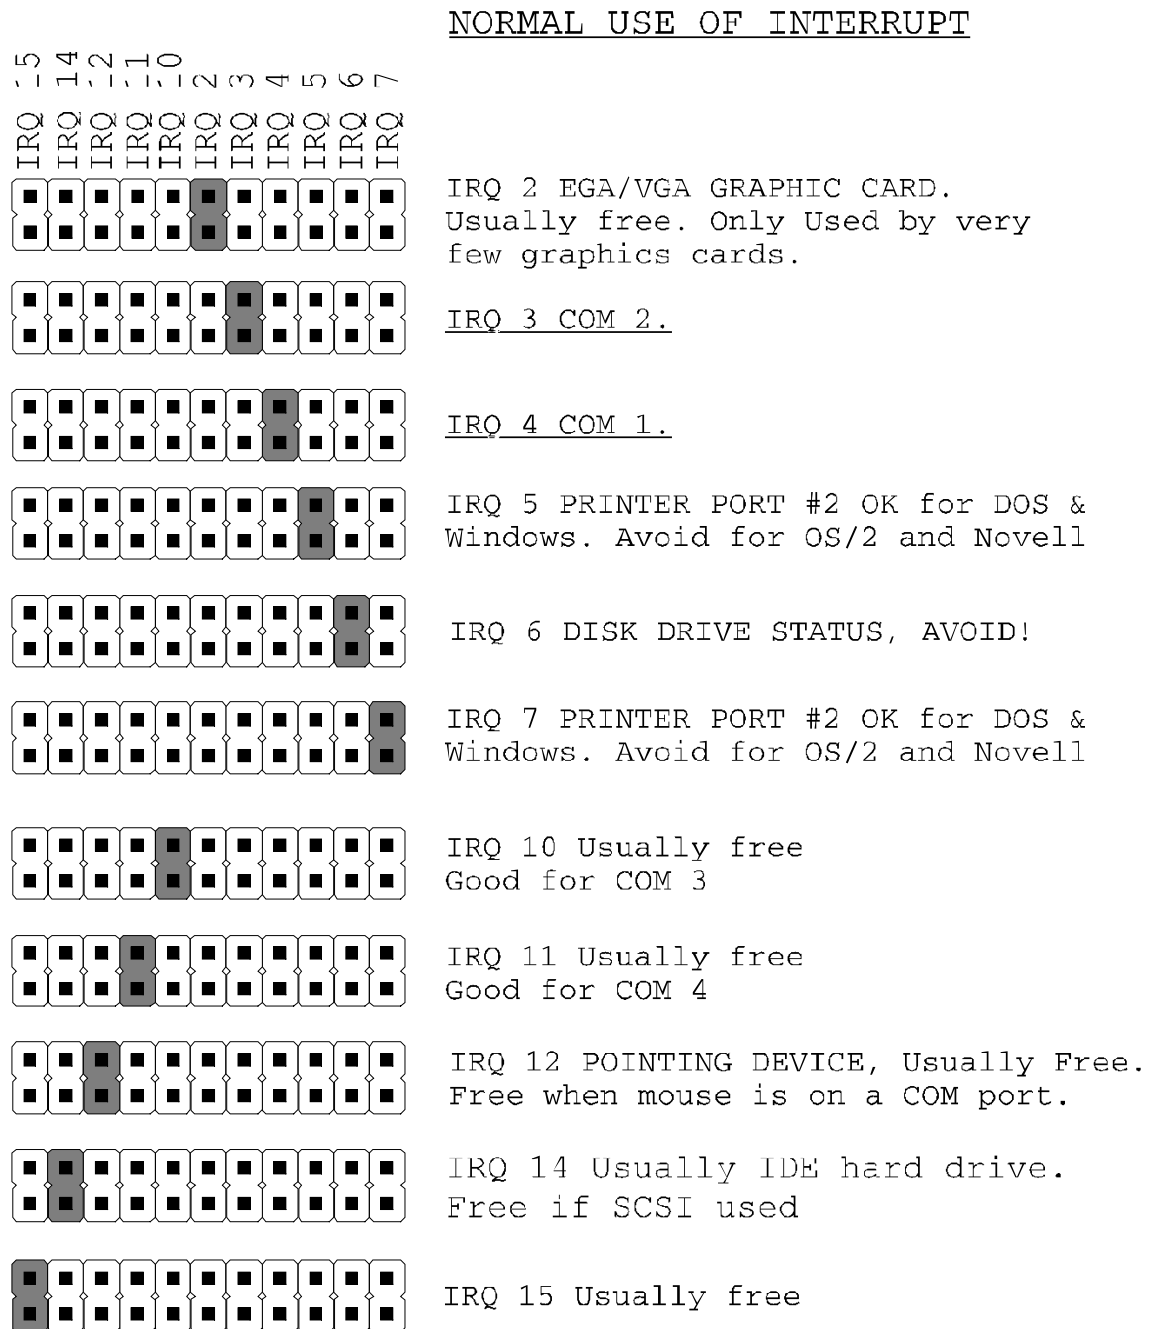 NORMAL USE OF INTERRUPT
IRQ 15
IRQ 14
IRQ 12
IRQ 11
IRQ 10
IRQ 2
IRQ 3
IRQ 4
IRQ 5
IRQ 6
IRQ 7
IRQ 2 EGA/VGA GRAPHIC CARD.
Usually free. Only Used by very
few graphics cards.
IRQ 3 COM 2.
IRQ 4 COM 1.
IRQ 5 PRINTER PORT #2 OK for DOS &
Windows. Avoid for OS/2 and Novell
IRQ 6 DISK DRIVE STATUS, AVOID!
IRQ 7 PRINTER PORT #2 OK for DOS &
Windows. Avoid for OS/2 and Novell
IRQ 10 Usually free
Good for COM 3
IRQ 11 Usually free
Good for COM 4
IRQ 12 POINTING DEVICE, Usually Free.
Free when mouse is on a COM port.
IRQ 14 Usually IDE hard drive.
Free if SCSI used
IRQ 15 Usually free